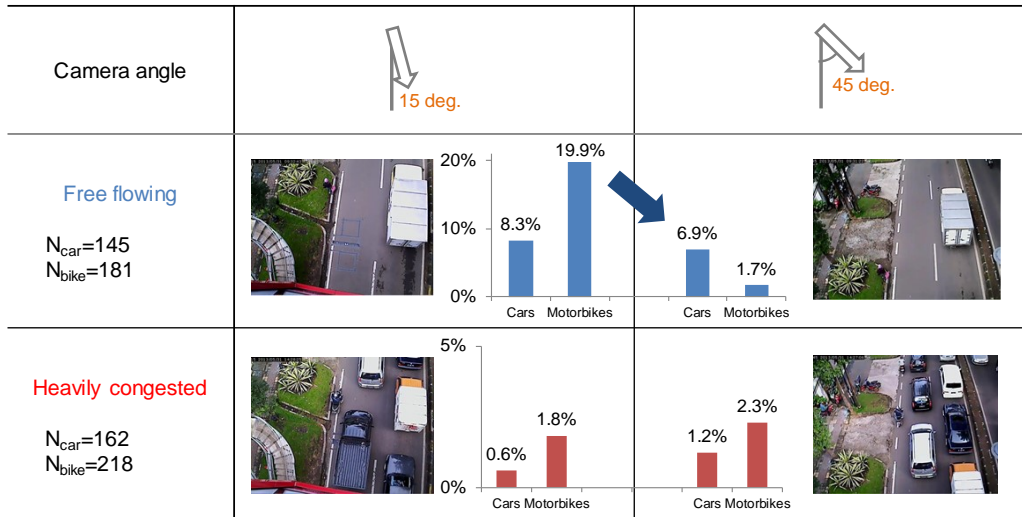 Camera angle
15 deg.
45 deg.
Free flowing
Ncar=145
Nbike=181
20%
10%
0%
8.3%
19.9%
6.9%
1.7%
Cars Motorbikes
Cars Motorbikes
Heavily congested
Ncar=162
Nbike=218
5%
0%
0.6%
1.8%
1.2%
2.3%
Cars Motorbikes
Cars Motorbikes